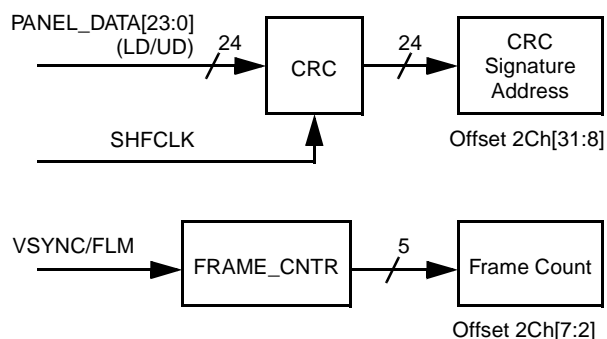 PANEL_DATA[23:0]
(LD/UD)
24
CRC
24
CRC
Signature
Address
SHFCLK
Offset 2Ch[31:8]
VSYNC/FLM
FRAME_CNTR
5
Frame Count
Offset 2Ch[7:2]